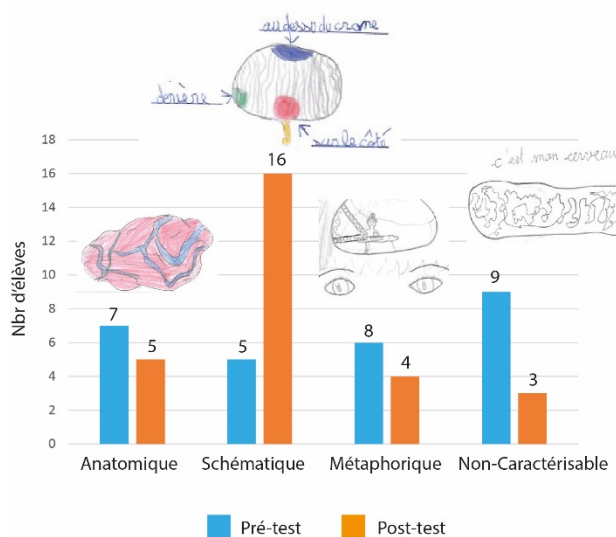 au dessu du crane
derière
sur le côté
c'est mon cerveau
Nbr d'élèves
18
16
14
12
10
8
6
4
2
0
7
5
5
16
8
4
9
3
Anatomique
Schématique
Métaphorique
Non-Caractérisable
Pré-test
Post-test